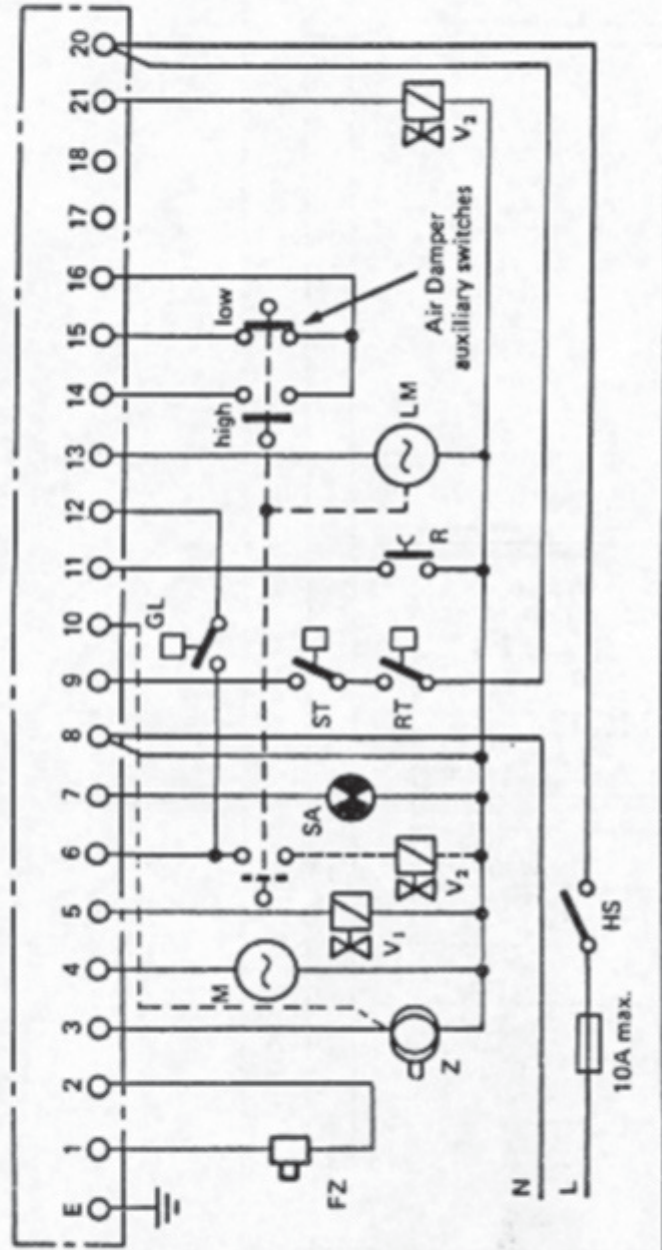 E 1 2 3 4 5 6 7 8 9 10 11 12 13 14 15 16 17 18 21 20
GL
high
low
FZ
Z
M
V₁
V₂
SA
ST
RT
R
LM
Air Damper
auxiliary switches
V₂
N
L
10A max.
HS